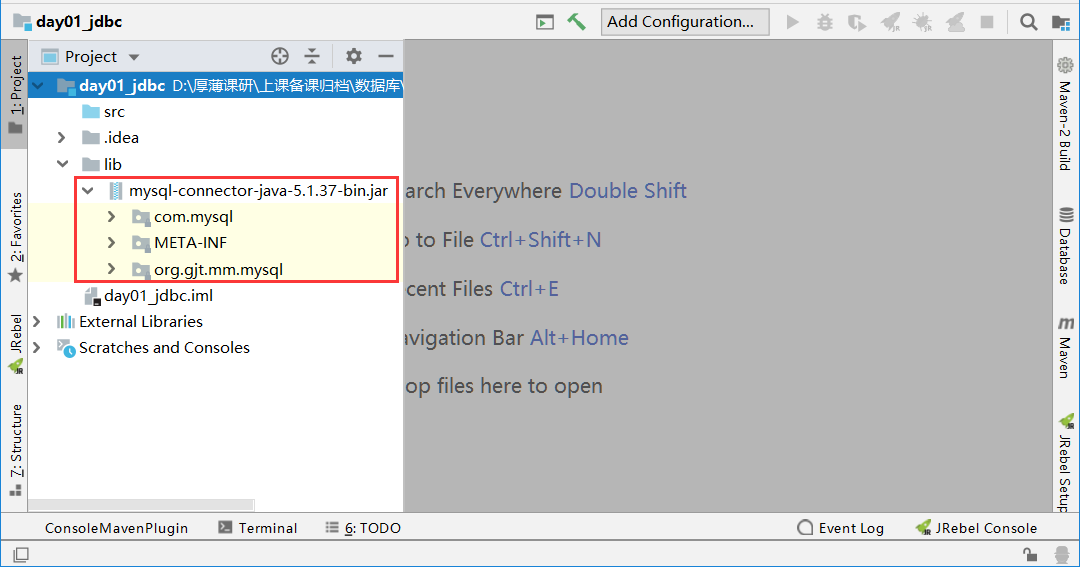 day01_jdbc
Add Configuration...
1: Project
2: Favorites
JRebel
7: Structure
Project
day01_jdbc D:\厚薄课研\上课备课归档\数据库\
src
.idea
lib
mysql-connector-java-5.1.37-bin.jar
com.mysql
META-INF
org.gjt.mm.mysql
day01_jdbc.iml
External Libraries
Scratches and Consoles
arch Everywhere Double Shift
o to File Ctrl+Shift+N
cent Files Ctrl+E
avigation Bar Alt+Home
op files here to open
Maven-2 Build
Database
Maven
JRebel Setup
ConsoleMavenPlugin
Terminal
6: TODO
Event Log
JRebel Console